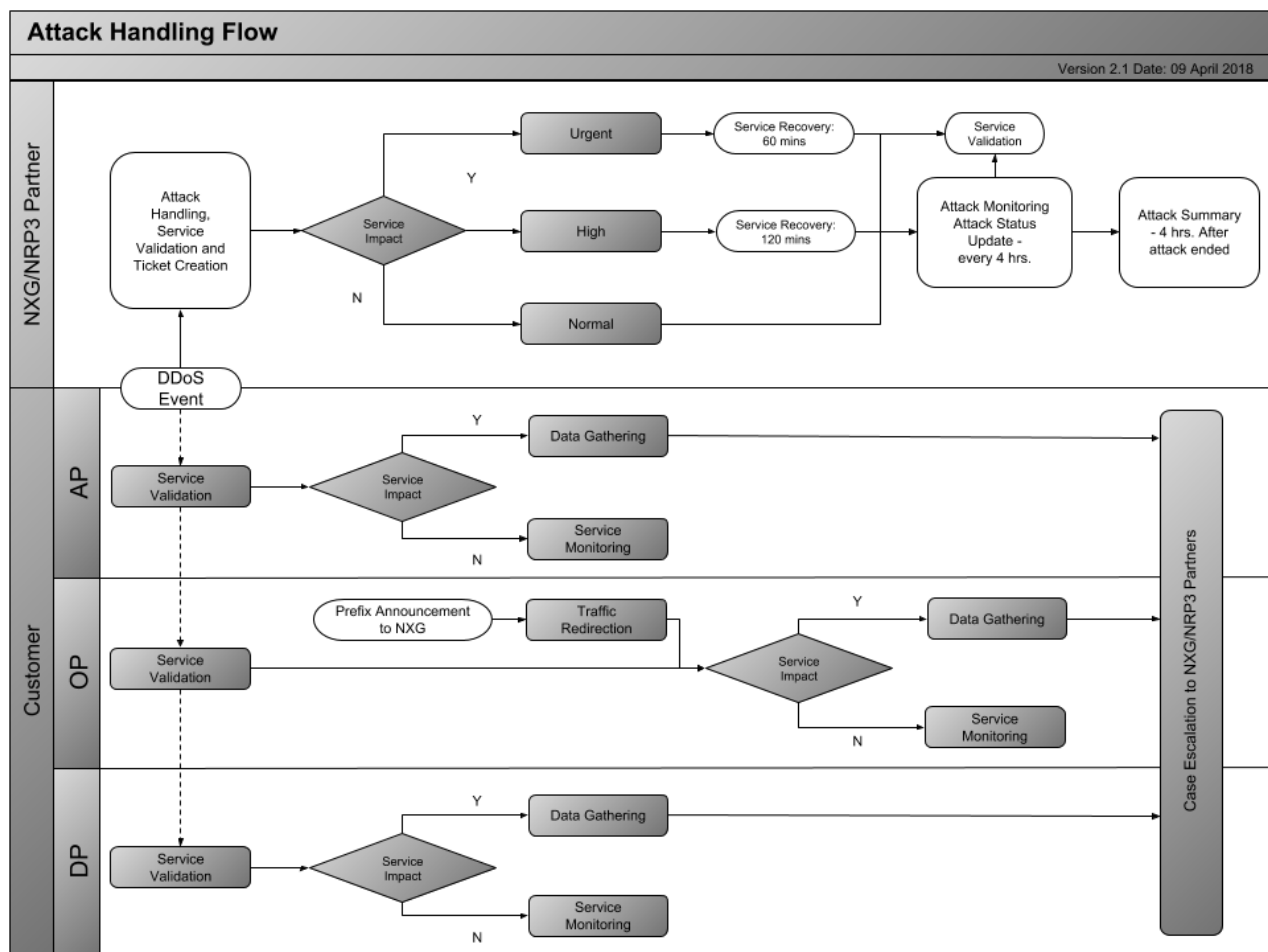 Attack Handling Flow
Version 2.1 Date: 09 April 2018
NXG/NRP3 Partner
Attack
Handling,
Service
Validation and
Ticket Creation
Service
Impact
Y
N
Urgent
High
Normal
Service Recovery:
60 mins
Service Recovery:
120 mins
Service
Validation
Attack Monitoring
Attack Status
Update -
every 4 hrs.
Attack Summary
- 4 hrs. After
attack ended
DDoS
Event
Customer
AP
Service
Validation
Service
Impact
Y
N
Data Gathering
Service
Monitoring
OP
Service
Validation
Prefix Announcement
to NXG
Traffic
Redirection
Service
Impact
Y
N
Data Gathering
Service
Monitoring
DP
Service
Validation
Service
Impact
Y
N
Data Gathering
Service
Monitoring
Case Escalation to NXG/NRP3 Partners